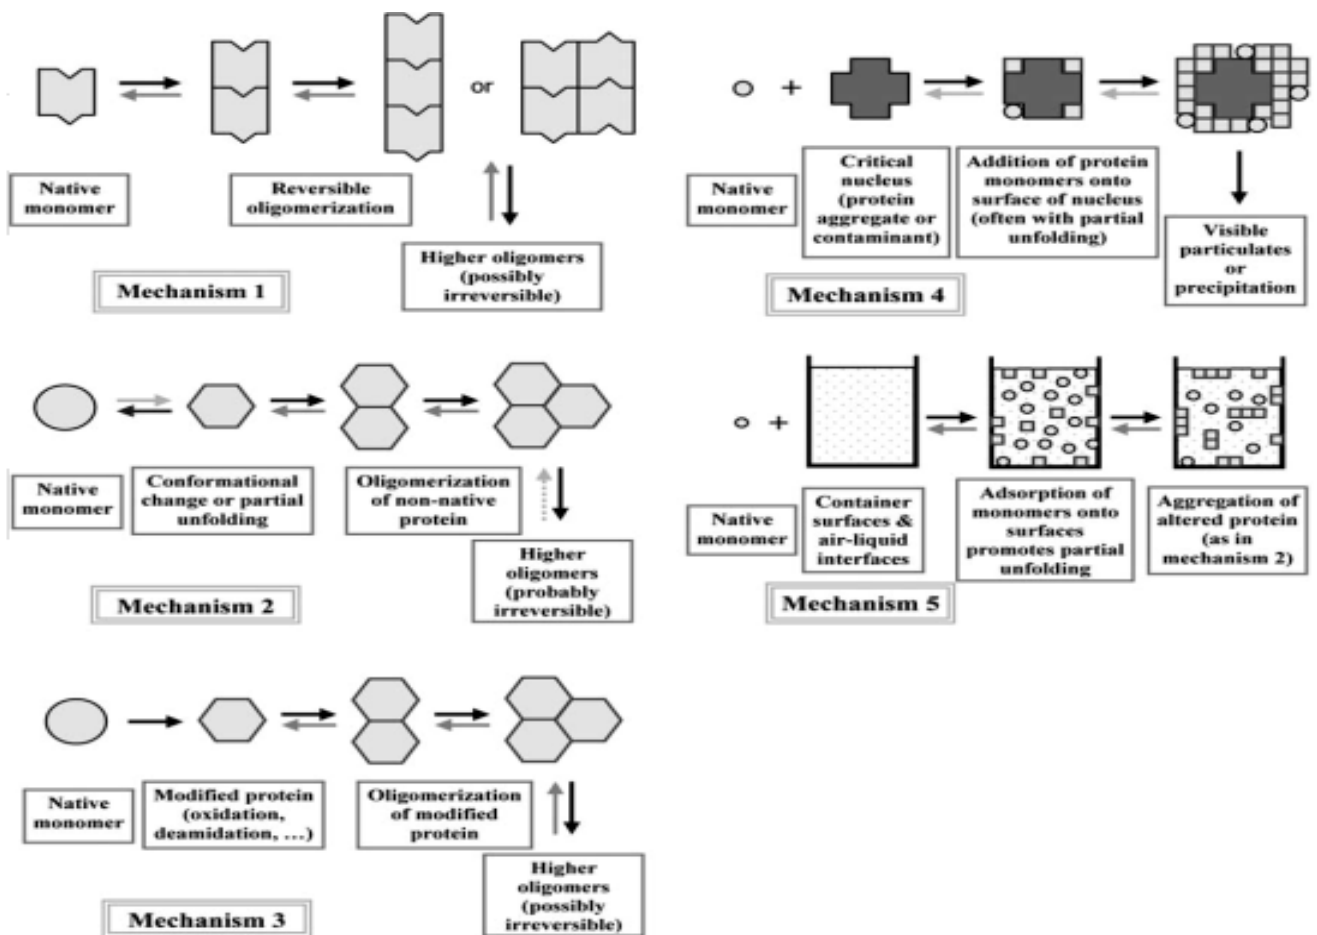 or
Native
monomer
Reversible
oligomerization
Higher oligomers
(possibly
irreversible)
Mechanism 1
Native
monomer
Conformational
change or partial
unfolding
Oligomerization
of non-native
protein
Higher
oligomers
(probably
irreversible)
Mechanism 2
Native
monomer
Modified protein
(oxidation,
deamidation, ...)
Oligomerization
of modified
protein
Higher
oligomers
(possibly
irreversible)
Mechanism 3
+
Native
monomer
Critical
nucleus
(protein
aggregate or
contaminant)
Addition of protein
monomers onto
surface of nucleus
(often with partial
unfolding)
Visible
particulates
or
precipitation
Mechanism 4
+
Native
monomer
Container
surfaces &
air-liquid
interfaces
Adsorption of
monomers onto
surfaces
promotes partial
unfolding
Aggregation of
altered protein
(as in
mechanism 2)
Mechanism 5